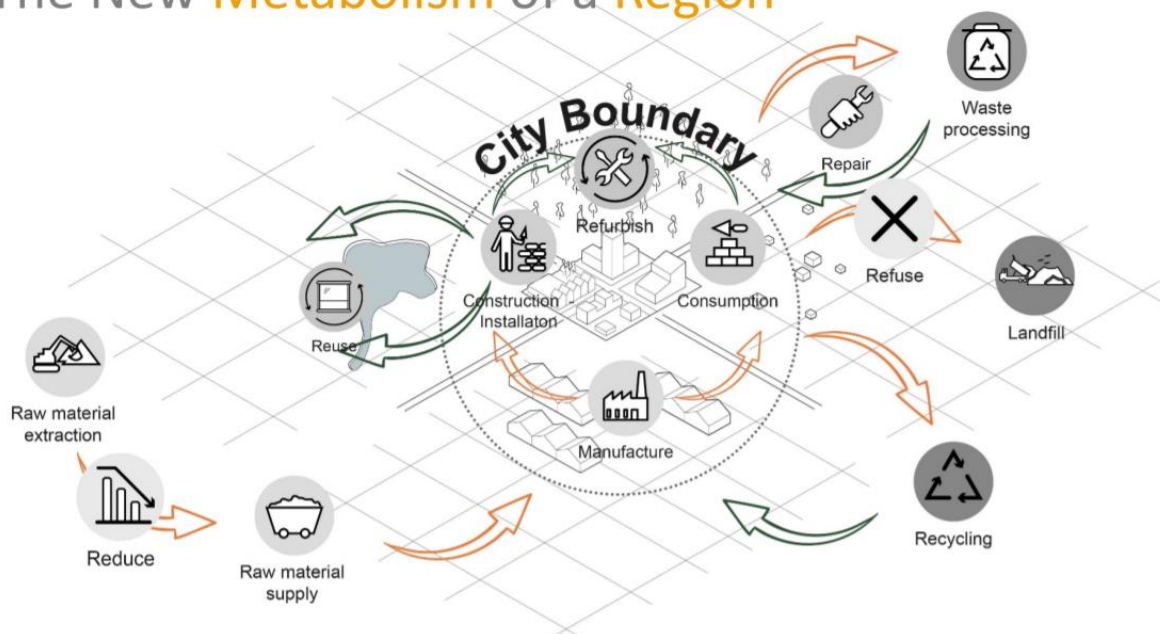 The New Metabolism of a Region
City Boundary
Waste
processing
Repair
Refurbish
Refuse
Construction -
Installaton
Consumption
Landfill
Reuse
Raw material
extraction
Manufacture
Reduce
Recycling
Raw material
supply